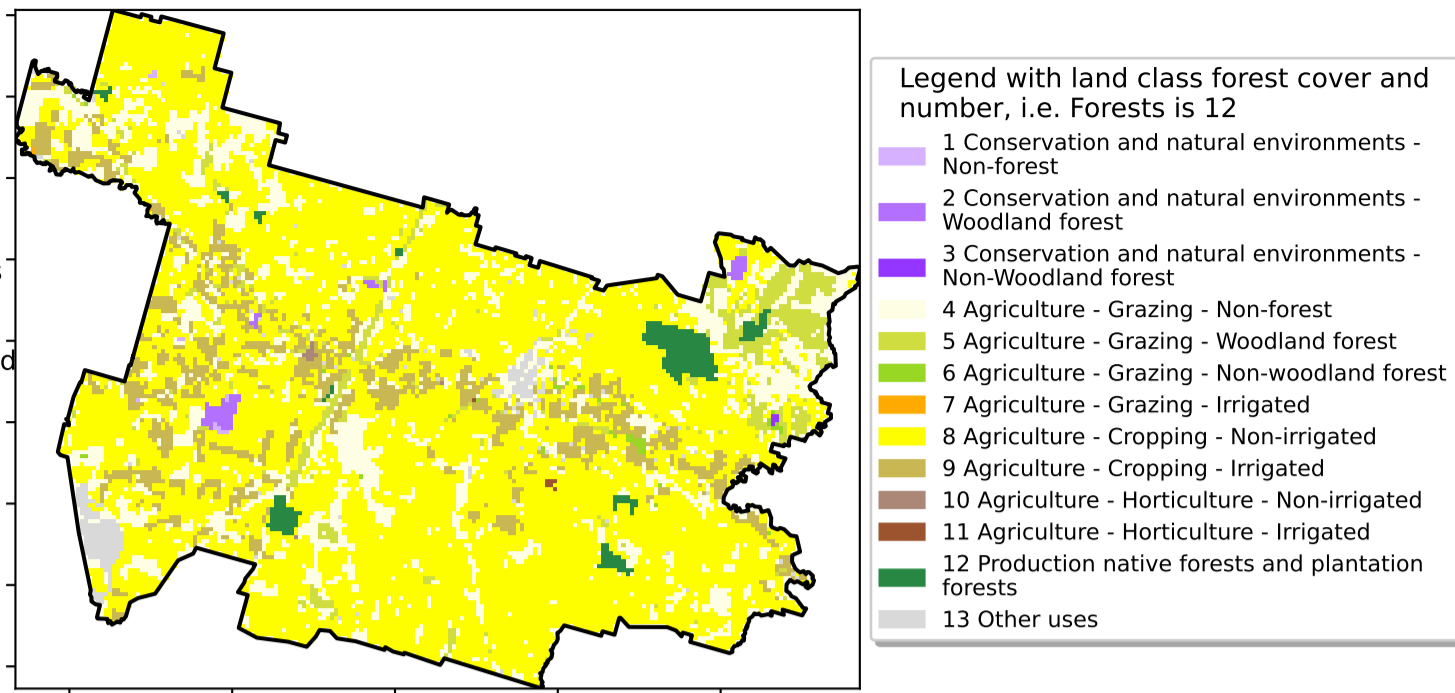 Legend with land class forest cover and
number, i.e. Forests is 12
1 Conservation and natural environments -
Non-forest
2 Conservation and natural environments -
Woodland forest
3 Conservation and natural environments -
Non-Woodland forest
4 Agriculture - Grazing - Non-forest
5 Agriculture - Grazing - Woodland forest
6 Agriculture - Grazing - Non-woodland forest
7 Agriculture - Grazing - Irrigated
8 Agriculture - Cropping - Non-irrigated
9 Agriculture - Cropping - Irrigated
10 Agriculture - Horticulture - Non-irrigated
11 Agriculture - Horticulture - Irrigated
12 Production native forests and plantation
forests
13 Other uses